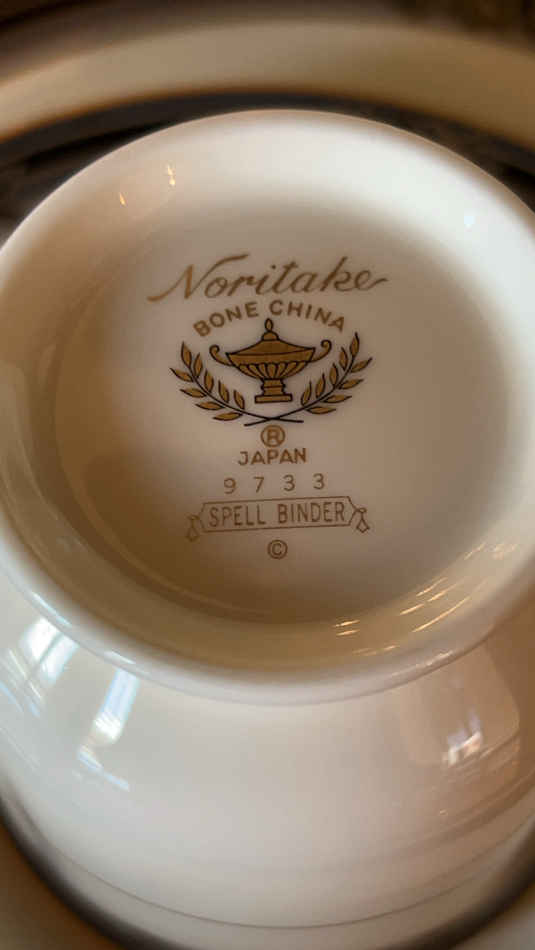 Noritake
BONE CHINA
®
JAPAN
9733
SPELL BINDER
©